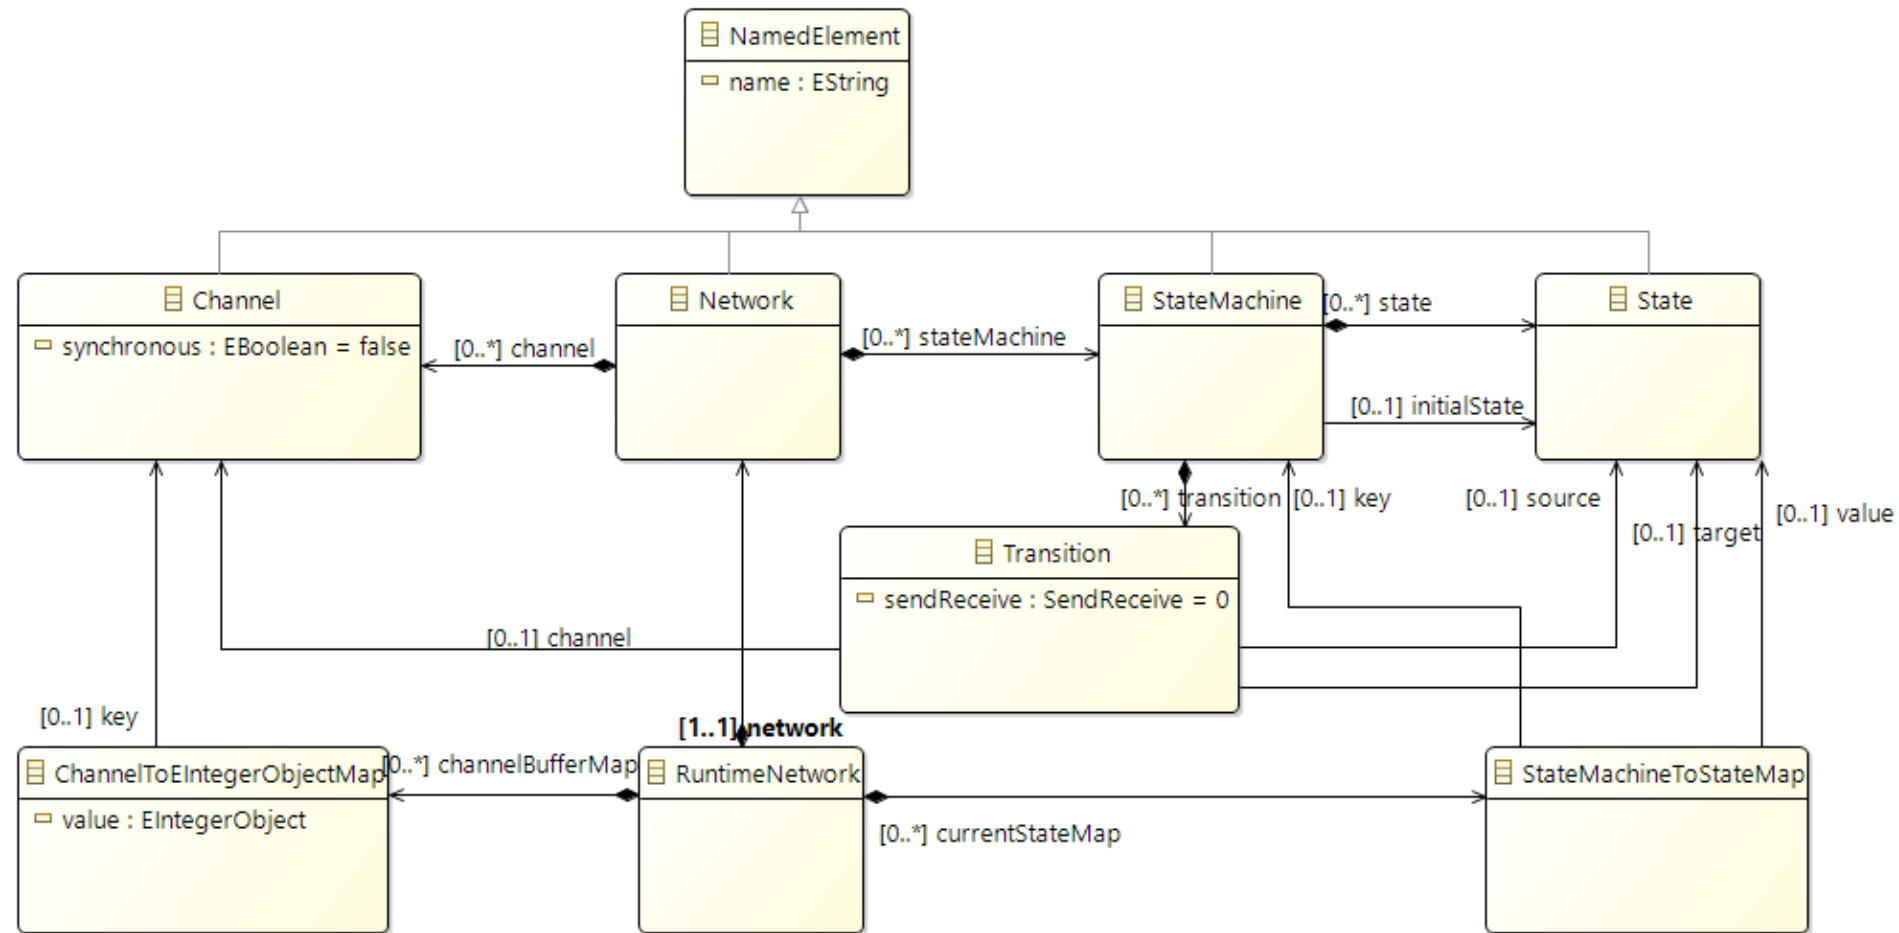 NamedElement
name : EString
Channel
synchronous : EBoolean = false
[0..*] channel
Network
[0..*] stateMachine
StateMachine
[0..*] state
[0..1] initialState
State
[0..*] transition
[0..1] key
[0..1] source
[0..1] target
[0..1] value
Transition
sendReceive : SendReceive = 0
[0..1] channel
[0..1] key
[1..1] network
ChannelToEIntegerObjectMap
value : EIntegerObject
[0..*] channelBufferMap
RuntimeNetwork
[0..*] currentStateMap
StateMachineToStateMap